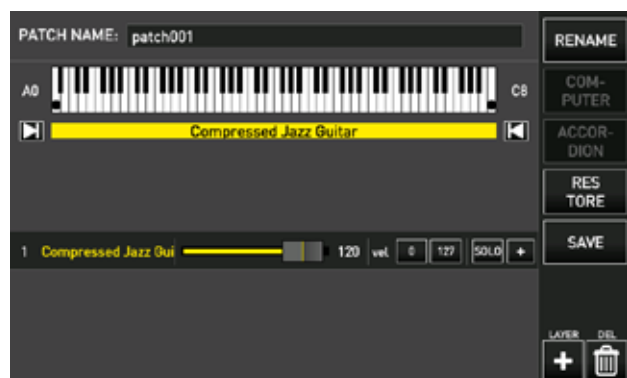 PATCH NAME: patch001
RENAME
A0
C8
COM-
PUTER
Compressed Jazz Guitar
ACCOR-
DION
RES
TORE
1 Compressed Jazz Gui 120 vel 0 127 SOLO +
SAVE
LAYER DEL
+